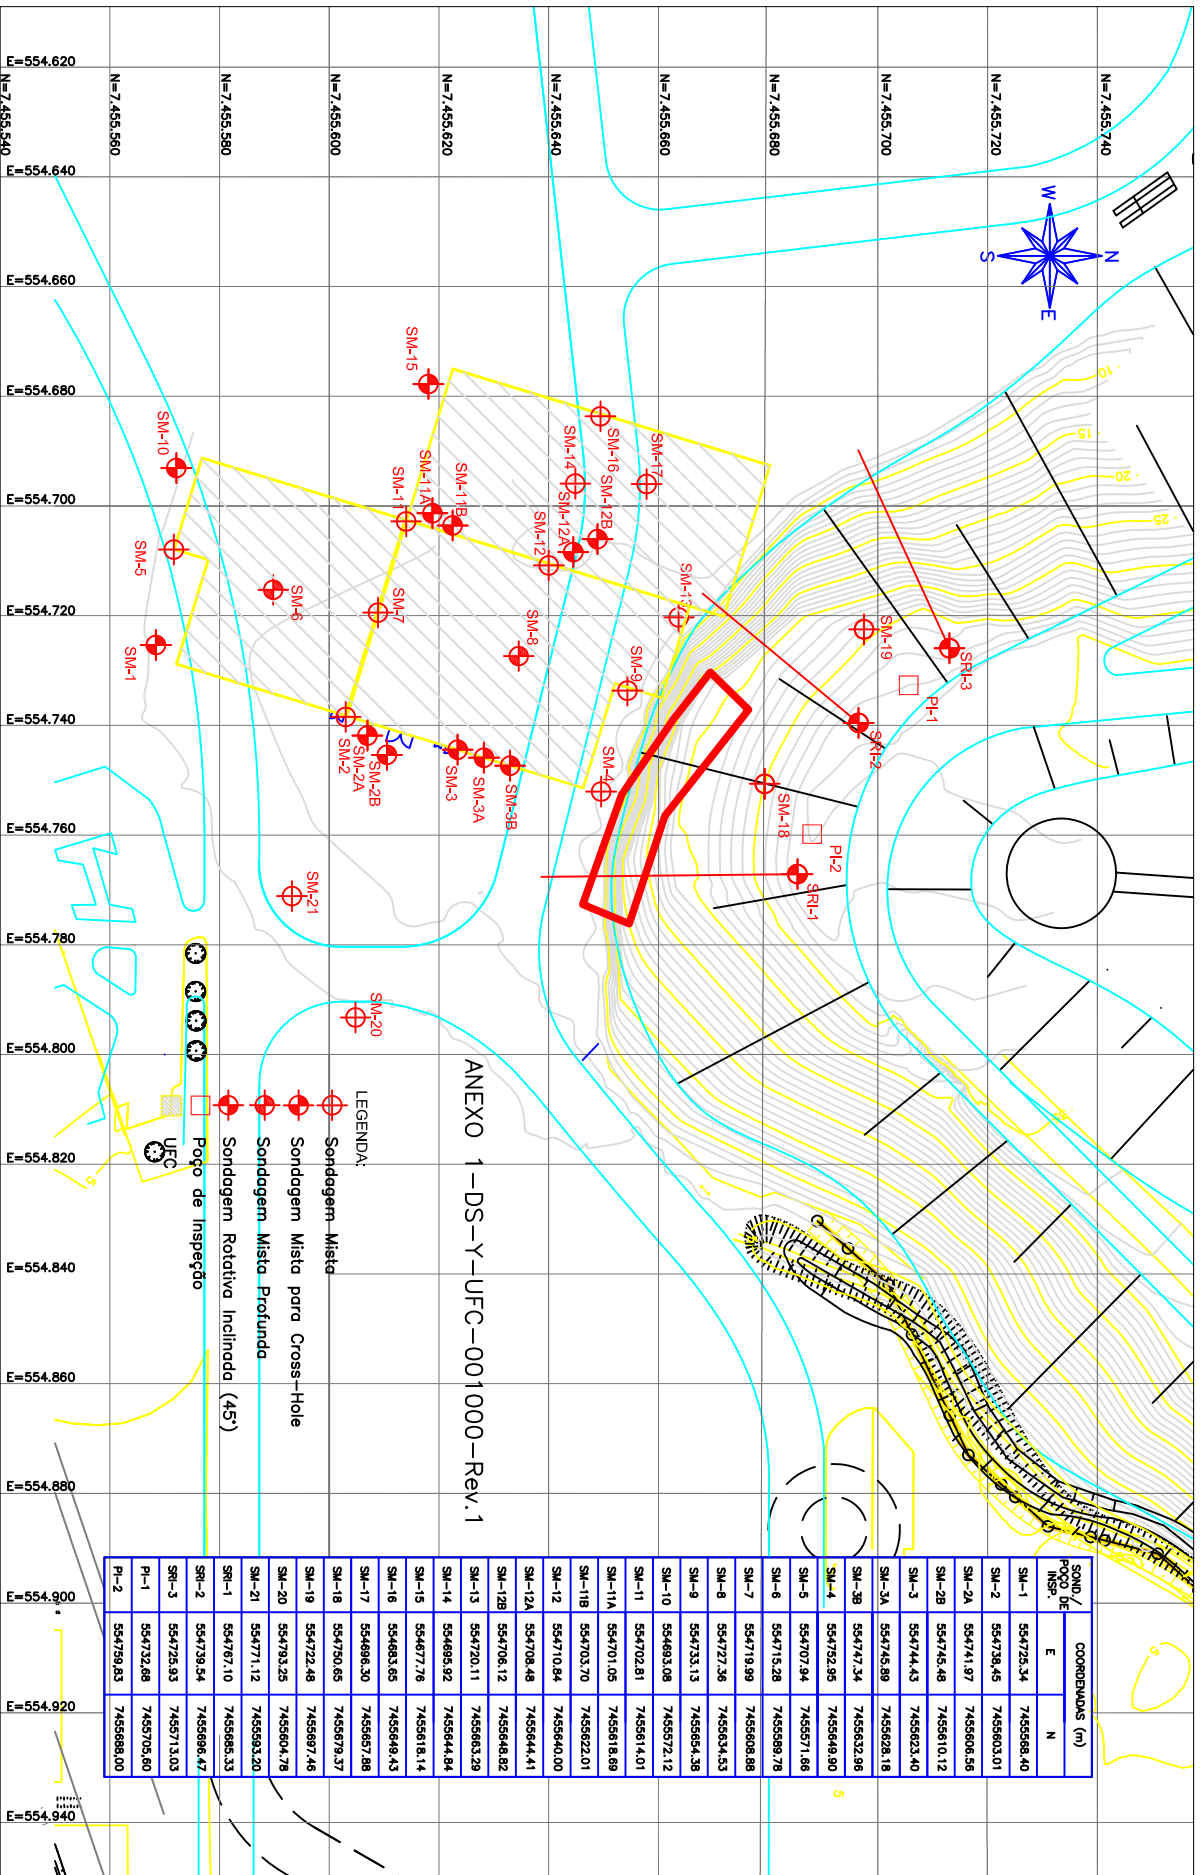 ANEXO 1-DS-Y-UFC-001000-Rev.1
LEGENDA:
Sondagem Mista
Sondagem Mista para Cross-Hole
Sondagem Mista Profunda
Sondagem Rotativa Inclinada (45°)
Poço de Inspeção
UFC
N
S
E
W
N=7.455.740
N=7.455.720
N=7.455.700
N=7.455.680
N=7.455.660
N=7.455.640
N=7.455.620
N=7.455.600
N=7.455.580
N=7.455.560
N=7.455.540
E=554.620
E=554.640
E=554.660
E=554.680
E=554.700
E=554.720
E=554.740
E=554.760
E=554.780
E=554.800
E=554.820
E=554.840
E=554.860
E=554.880
E=554.900
E=554.920
E=554.940
SM-15
SM-10
SM-5
SM-1
SM-6
SM-11
SM-11A
SM-11B
SM-7
SM-14
SM-16
SM-17
SM-12
SM-12A
SM-12B
SM-13
SM-8
SM-9
SM-2
SM-2A
SM-2B
SM-3
SM-3A
SM-3B
SM-4
SM-18
SM-19
SRI-3
PI-1
SRI-2
PI-2
SRI-1
SM-21
SM-20
10
15
20
25
25
1
5
5
5
SOND./ POÇO DE INSP. COORDENADAS (m)
E N
SM-1 554725.34 7455568.40
SM-2 554738,45 7455603.01
SM-2A 554741.97 7455606.56
SM-2B 554745.48 7455610.12
SM-3 554744.43 7455623.40
SM-3A 554745.89 7455628.18
SM-3B 554747.34 7455632.96
SM-4 554752.95 7455649.90
SM-5 554707.94 7455571.66
SM-6 554715.28 7455589.78
SM-7 554719.99 7455608.88
SM-8 554727.36 7455634.53
SM-9 554733.13 7455654.38
SM-10 554693.08 7455572.12
SM-11 554702.81 7455614.01
SM-11A 554701.05 7455618.69
SM-11B 554703.70 7455622.01
SM-12 554710.84 7455640.00
SM-12A 554708.48 7455644.41
SM-12B 554706.12 7455648.82
SM-13 554720.11 7455663.29
SM-14 554695.92 7455644.84
SM-15 554677.76 7455618.14
SM-16 554683.65 7455649.43
SM-17 554696.30 7455657.88
SM-18 554750.65 7455679.37
SM-19 554722.48 7455697.46
SM-20 554793.25 7455604.78
SM-21 554771.12 7455593.20
SRI-1 554767.10 7455685.33
SRI-2 554739.54 7455696.47
SRI-3 554725.93 7455713.03
PI-1 554732,68 7455705,60
PI-2 554759,83 7455688,00